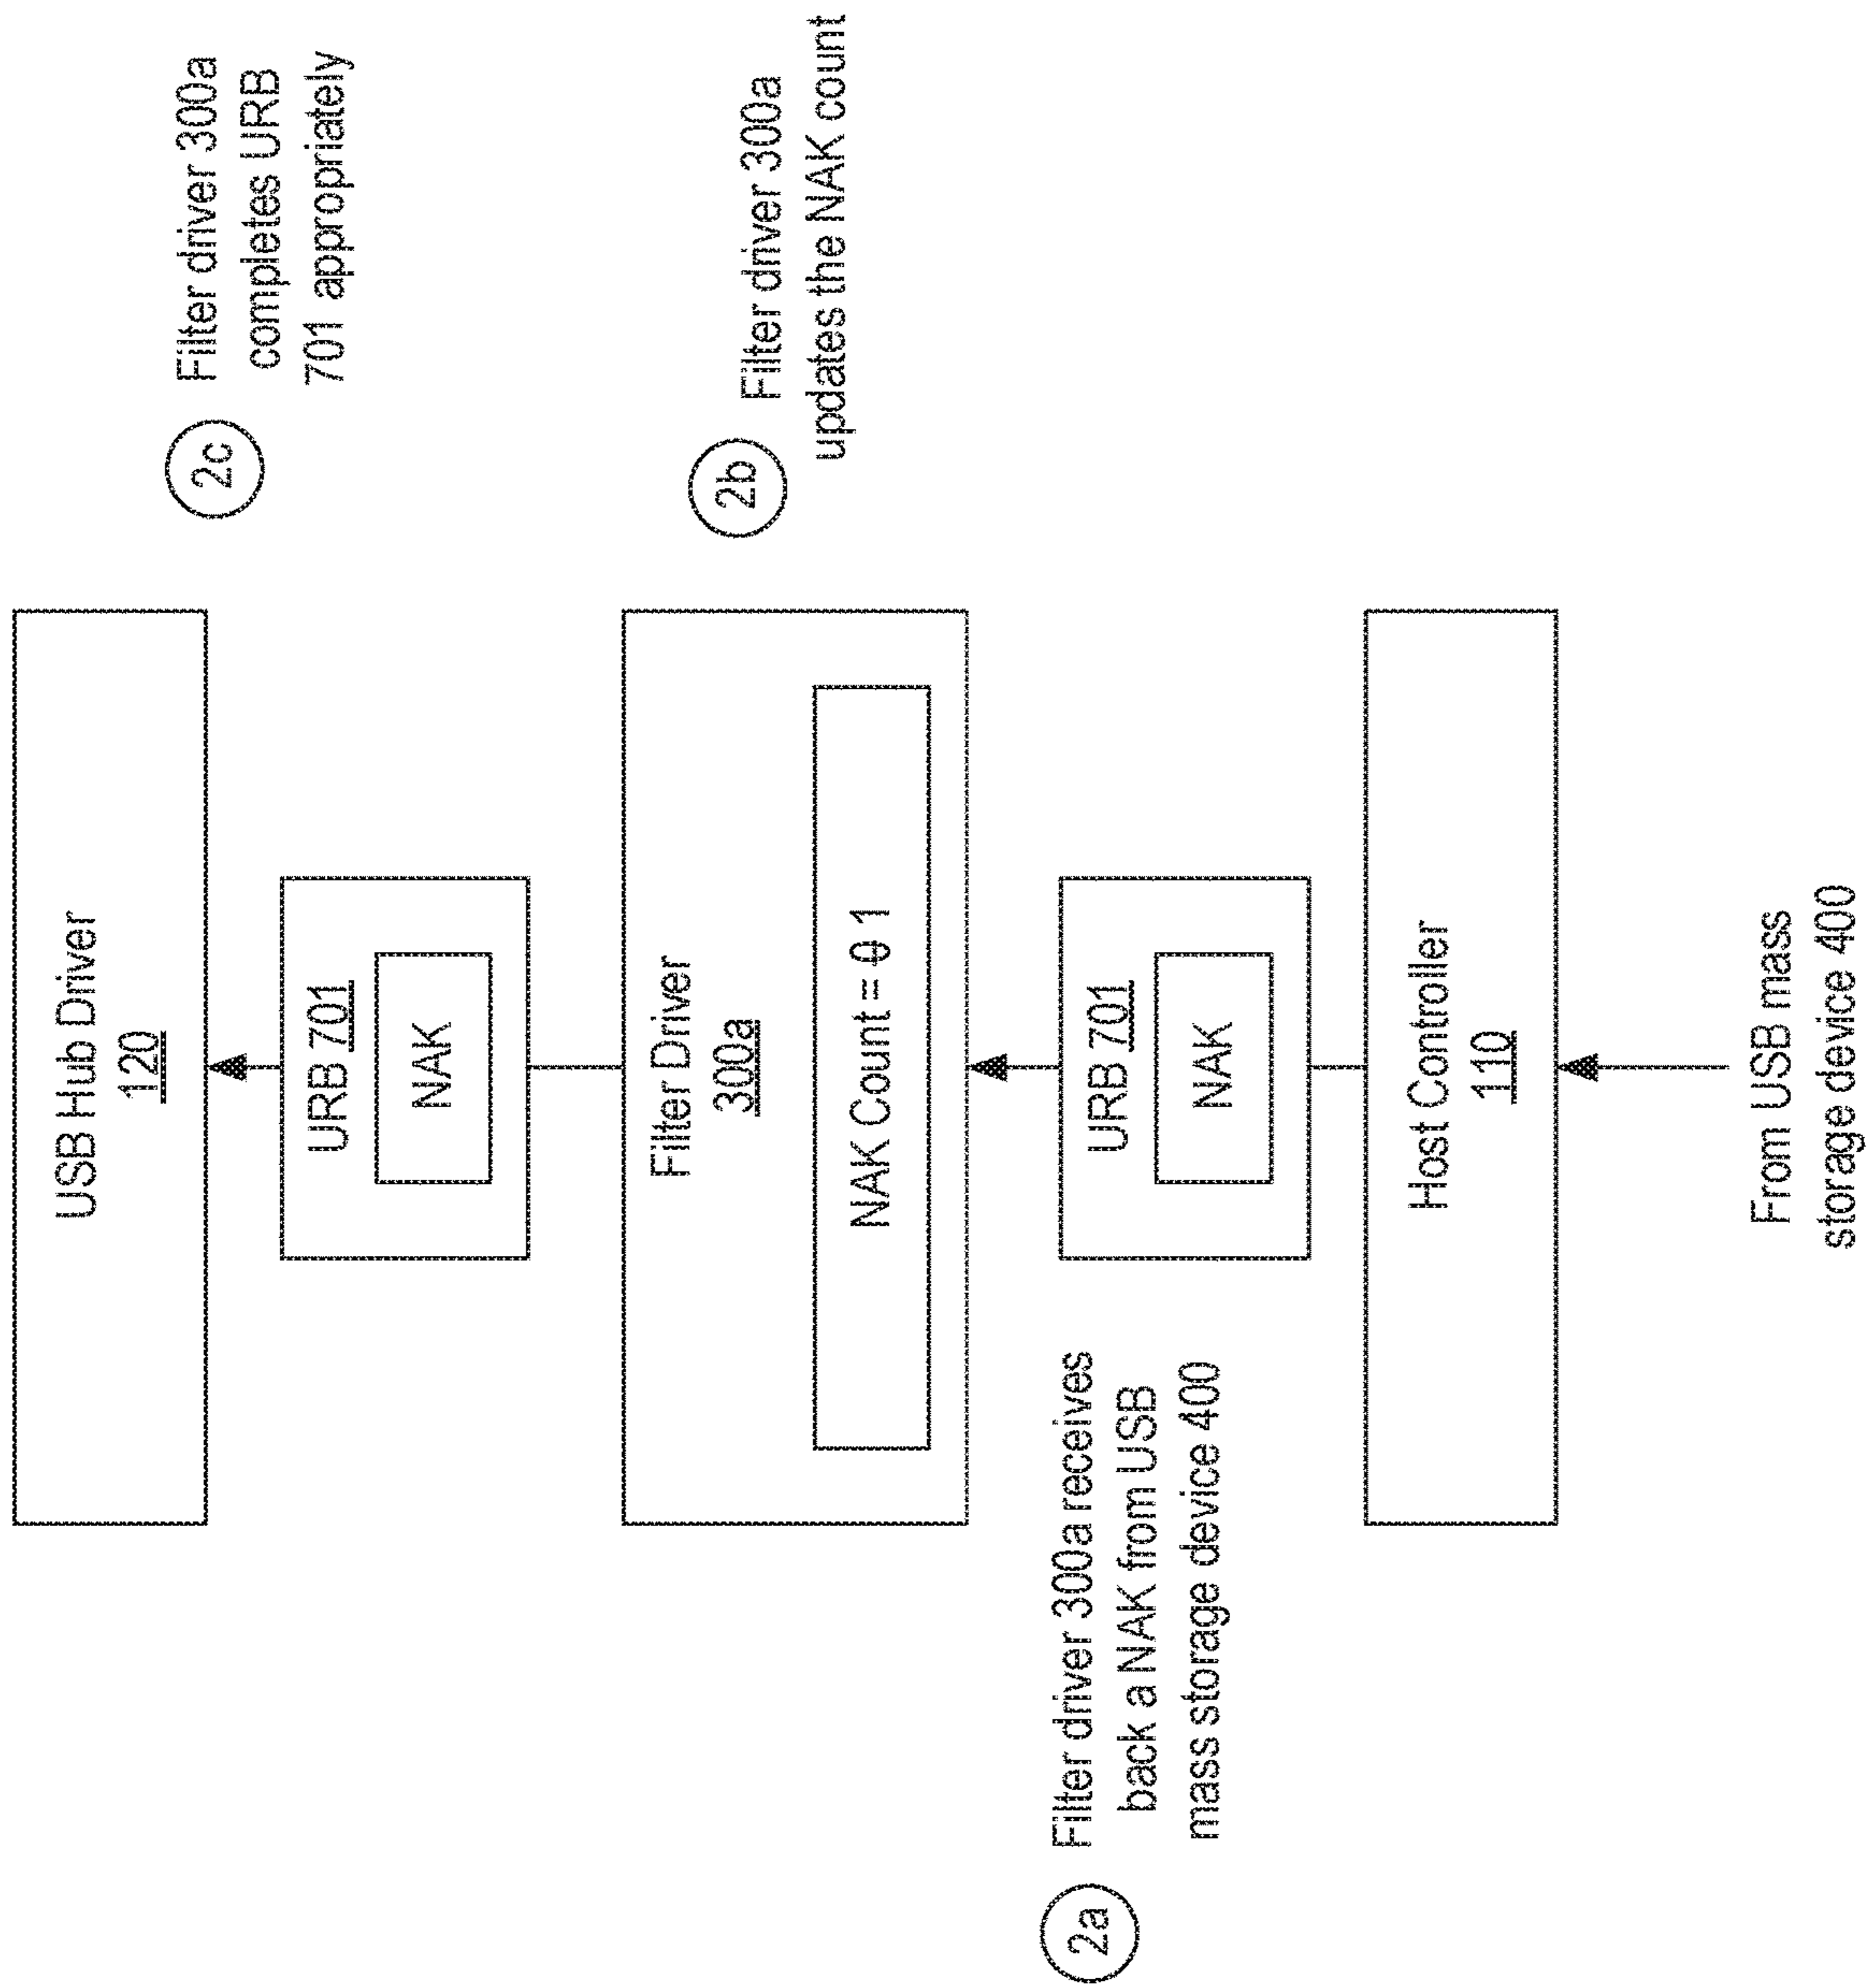 USB Hub Driver
120
2c
Filter driver 300a
completes URB
701 appropriately
URB 701
NAK
Filter Driver
300a
NAK Count = 0 1
2b
Filter driver 300a
updates the NAK count
2a
Filter driver 300a receives
back a NAK from USB
mass storage device 400
URB 701
NAK
Host Controller
110
From USB mass
storage device 400